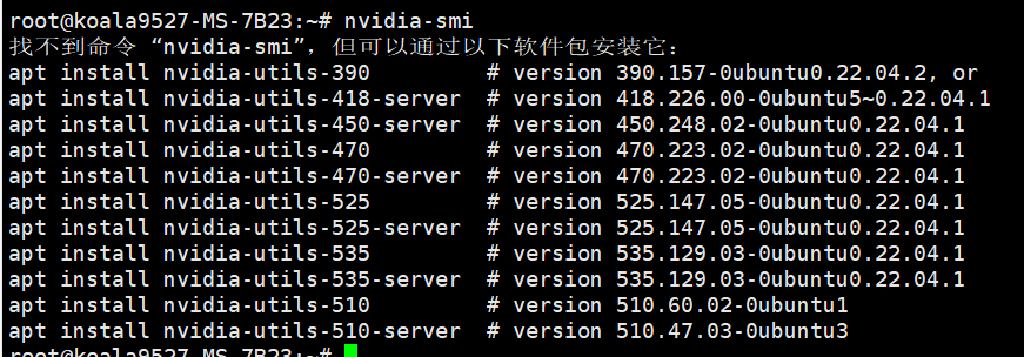 root@koala9527-MS-7B23:~# nvidia-smi
找不到命令 “nvidia-smi”，但可以通过以下软件包安装它：
apt install nvidia-utils-390         # version 390.157-0ubuntu0.22.04.2, or
apt install nvidia-utils-418-server  # version 418.226.00-0ubuntu5~0.22.04.1
apt install nvidia-utils-450-server  # version 450.248.02-0ubuntu0.22.04.1
apt install nvidia-utils-470         # version 470.223.02-0ubuntu0.22.04.1
apt install nvidia-utils-470-server  # version 470.223.02-0ubuntu0.22.04.1
apt install nvidia-utils-525         # version 525.147.05-0ubuntu0.22.04.1
apt install nvidia-utils-525-server  # version 525.147.05-0ubuntu0.22.04.1
apt install nvidia-utils-535         # version 535.129.03-0ubuntu0.22.04.1
apt install nvidia-utils-535-server  # version 535.129.03-0ubuntu0.22.04.1
apt install nvidia-utils-510         # version 510.60.02-0ubuntu1
apt install nvidia-utils-510-server  # version 510.47.03-0ubuntu3
root@koala9527-MS-7B23:~#